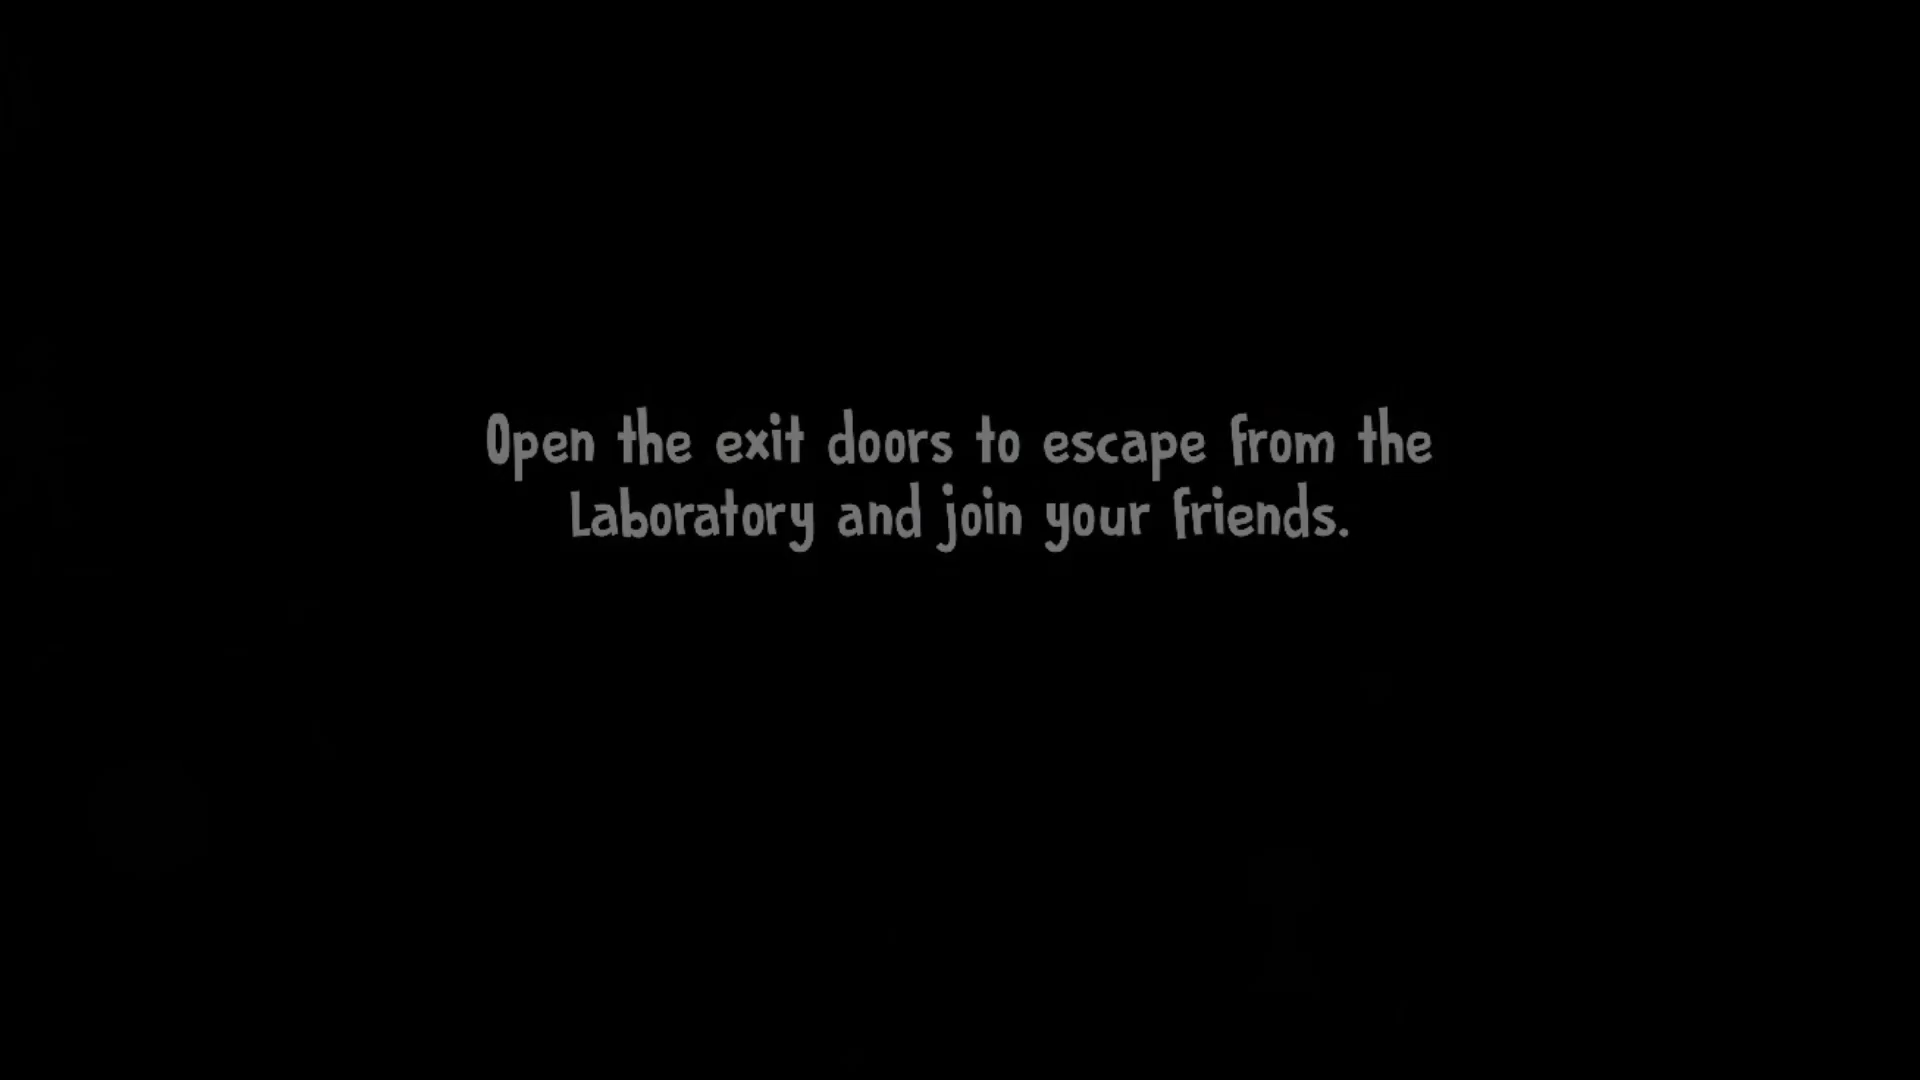 Open the exit doors to escape from the
Laboratory and join your friends.